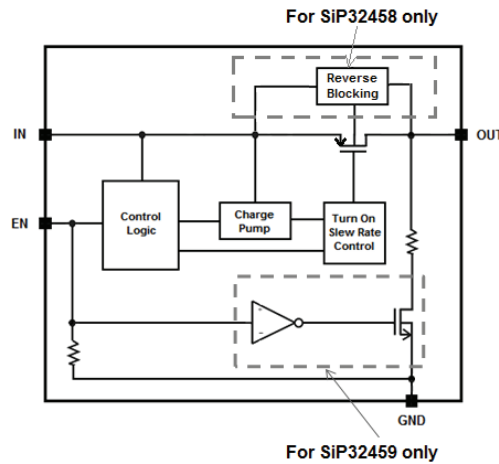 For SiP32458 only
Reverse
Blocking
IN
OUT
EN
Control
Logic
Charge
Pump
Turn On
Slew Rate
Control
+
−
GND
For SiP32459 only